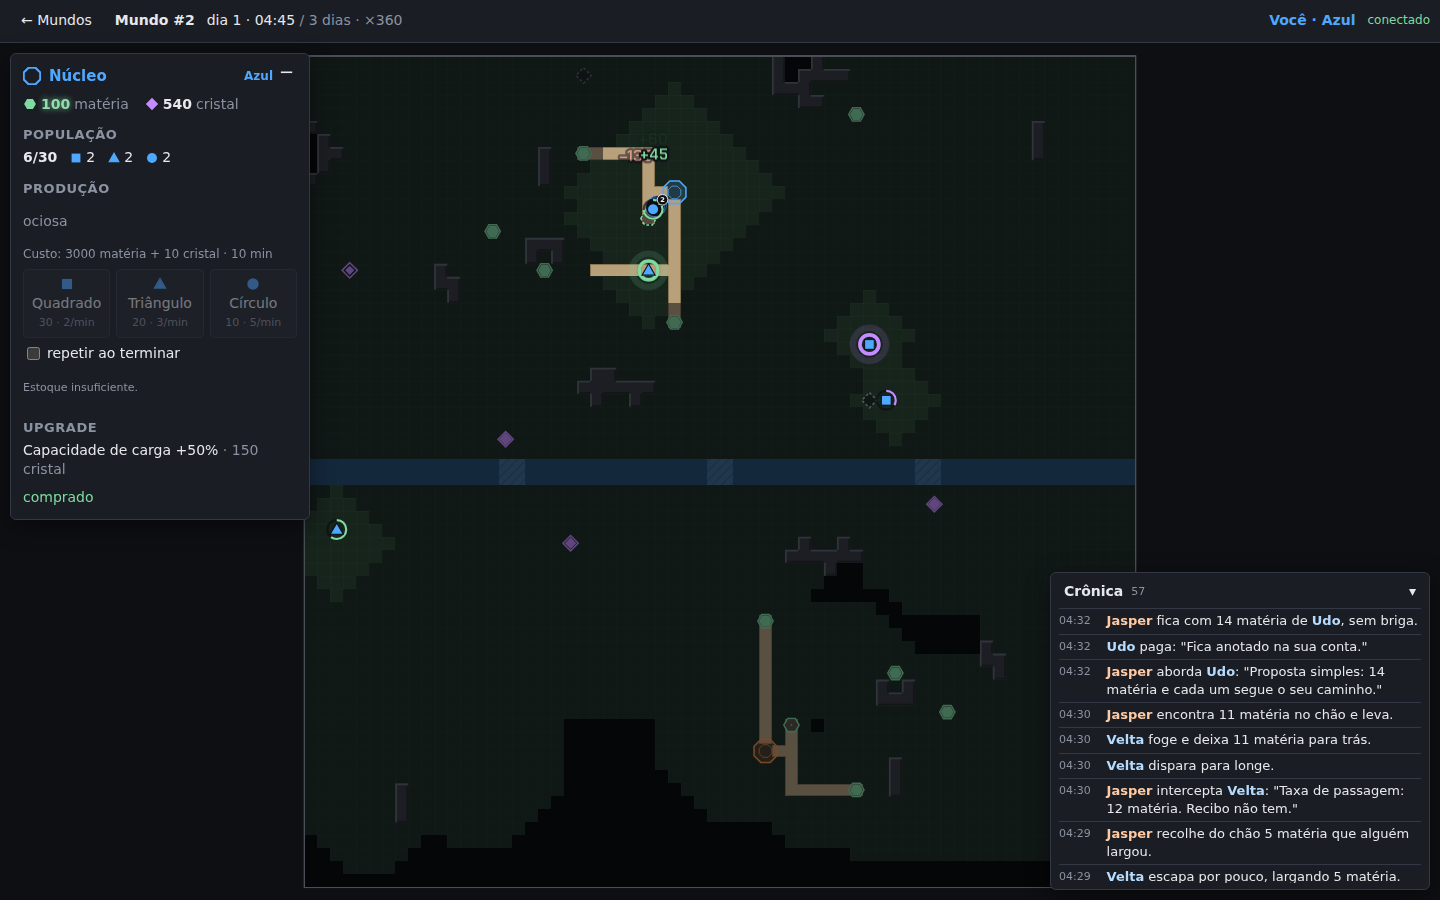 ← Mundos Mundo #2 dia 1 · 04:45 / 3 dias · ×360 Você · Azul conectado
Núcleo Azul
100 matéria 540 cristal
POPULAÇÃO
6/30 2 2 2
PRODUÇÃO
ociosa
Custo: 3000 matéria + 10 cristal · 10 min
Quadrado Triângulo Círculo
30 · 2/min 20 · 3/min 10 · 5/min
repetir ao terminar
Estoque insuficiente.
UPGRADE
Capacidade de carga +50% · 150
cristal
comprado
+45
2
Crônica 57
04:32 Jasper fica com 14 matéria de Udo, sem briga.
04:32 Udo paga: "Fica anotado na sua conta."
04:32 Jasper aborda Udo: "Proposta simples: 14
matéria e cada um segue o seu caminho."
04:30 Jasper encontra 11 matéria no chão e leva.
04:30 Velta foge e deixa 11 matéria para trás.
04:30 Velta dispara para longe.
04:30 Jasper intercepta Velta: "Taxa de passagem:
12 matéria. Recibo não tem."
04:29 Jasper recolhe do chão 5 matéria que alguém
largou.
04:29 Velta escapa por pouco, largando 5 matéria.